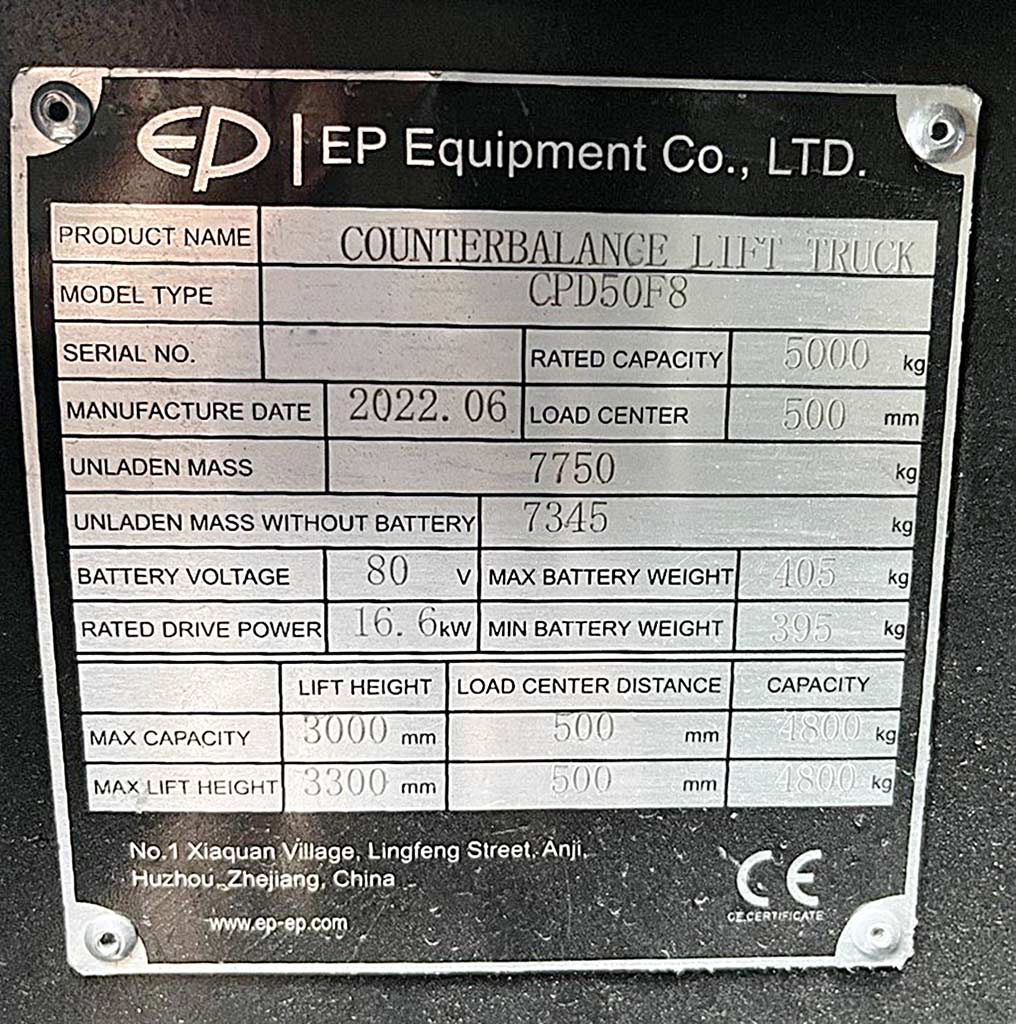 EP | EP Equipment Co., LTD.
PRODUCT NAME COUNTERBALANCE LIFT TRUCK
MODEL TYPE CPD50F8
SERIAL NO. RATED CAPACITY 5000 kg
MANUFACTURE DATE 2022.06 LOAD CENTER 500 mm
UNLADEN MASS 7750 kg
UNLADEN MASS WITHOUT BATTERY 7345 kg
BATTERY VOLTAGE 80 V MAX BATTERY WEIGHT 405 kg
RATED DRIVE POWER 16.6 kW MIN BATTERY WEIGHT 395 kg
LIFT HEIGHT LOAD CENTER DISTANCE CAPACITY
MAX CAPACITY 3000 mm 500 mm 4800 kg
MAX LIFT HEIGHT 3300 mm 500 mm 4800 kg
No.1 Xiaquan Village, Lingfeng Street, Anji,
Huzhou, Zhejiang, China
CE
CE.CERTIFICATE
www.ep-ep.com